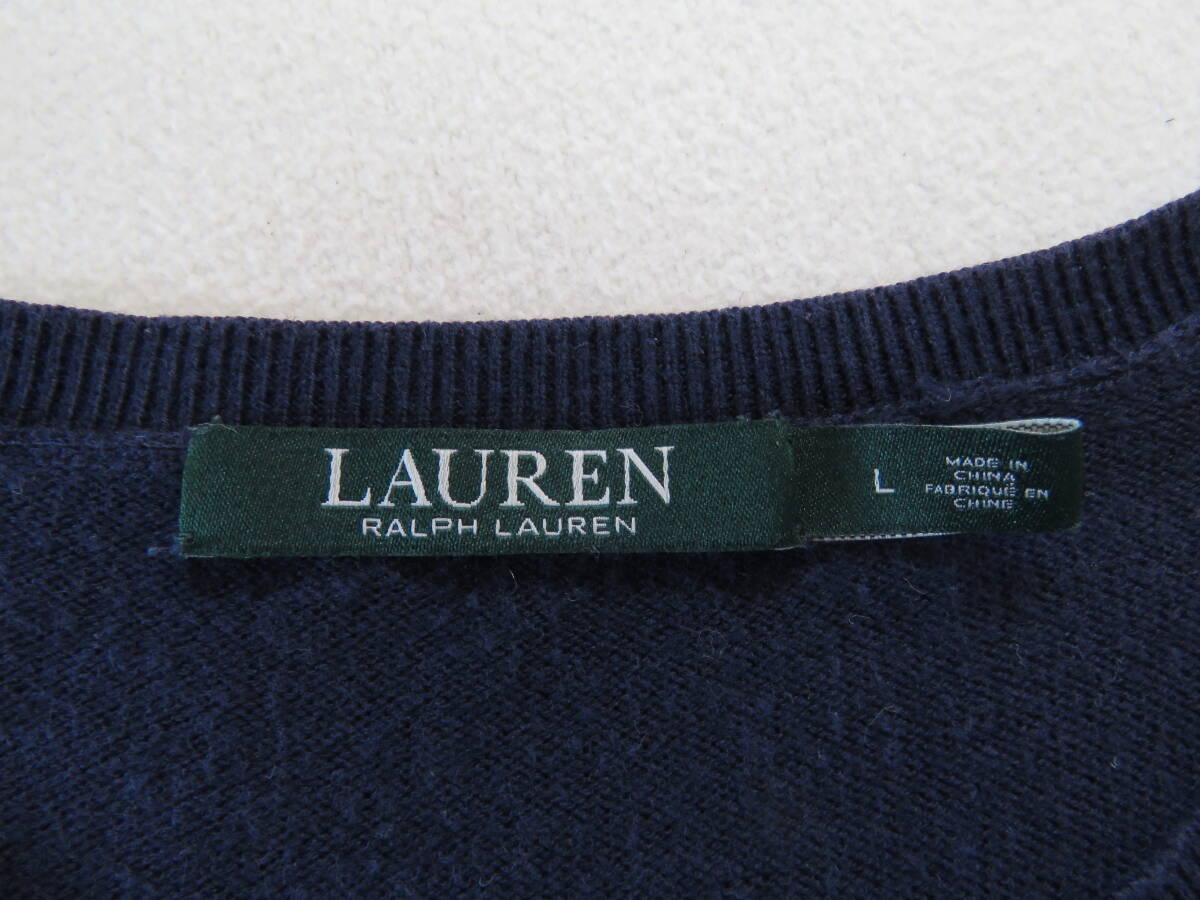 LAUREN
RALPH LAUREN
L
MADE IN
CHINA
FABRIQUÉ EN
CHINE